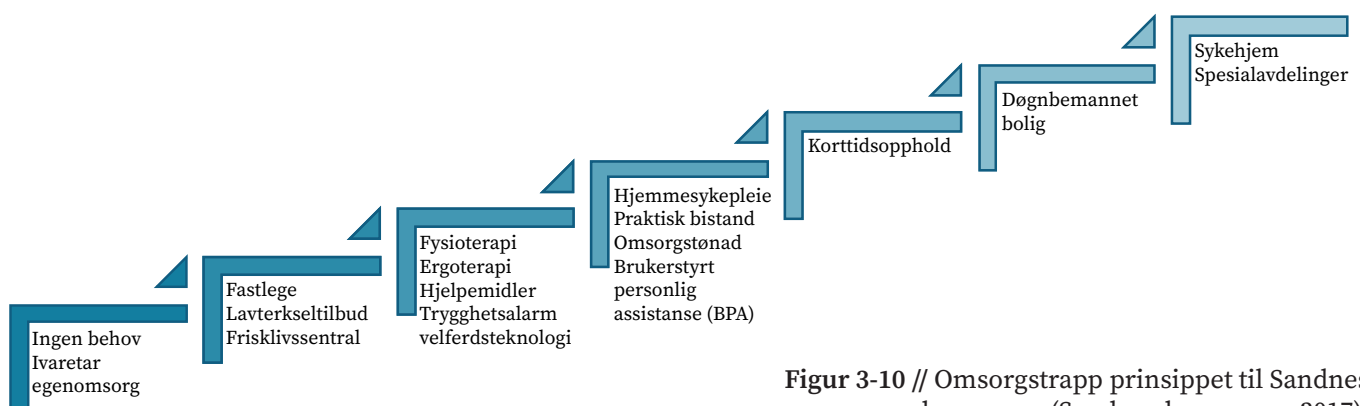 Sykehjem
Spesialavdelinger
Døgnbemannet
bolig
Korttidsopphold
Hjemmesykepleie
Praktisk bistand
Omsorgstønad
Brukerstyrt
personlig
assistanse (BPA)
Fysioterapi
Ergoterapi
Hjelpemidler
Trygghetsalarm
velferdsteknologi
Fastlege
Lavterkseltilbud
Frisklivssentral
Ingen behov
Ivaretar
egenomsorg
Figur 3-10 // Omsorgstrapp prinsippet til Sandnes